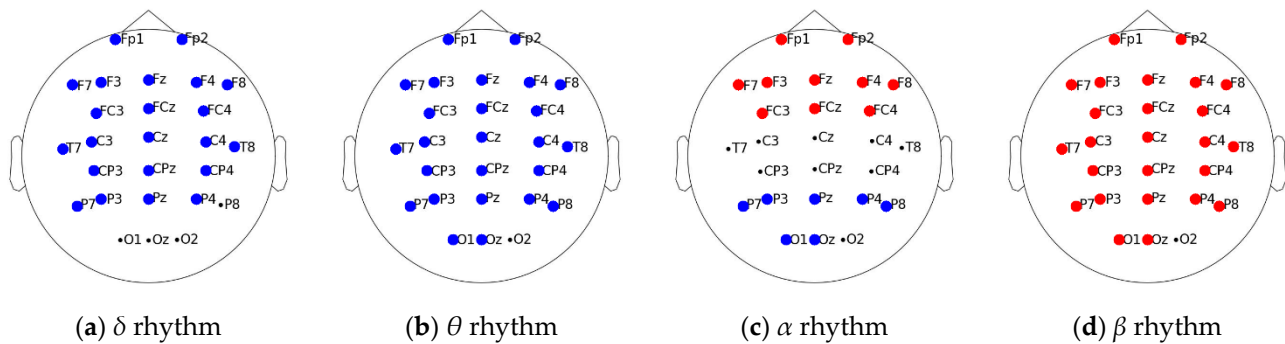 Fp1 Fp2
F7 F3 Fz F4 F8
FC3 FCz FC4
T7 C3 Cz C4 T8
CP3 CPz CP4
P7 P3 Pz P4 P8
O1 Oz O2
(a) δ rhythm
Fp1 Fp2
F7 F3 Fz F4 F8
FC3 FCz FC4
T7 C3 Cz C4 T8
CP3 CPz CP4
P7 P3 Pz P4 P8
O1 Oz O2
(b) θ rhythm
Fp1 Fp2
F7 F3 Fz F4 F8
FC3 FCz FC4
T7 C3 Cz C4 T8
CP3 CPz CP4
P7 P3 Pz P4 P8
O1 Oz O2
(c) α rhythm
Fp1 Fp2
F7 F3 Fz F4 F8
FC3 FCz FC4
T7 C3 Cz C4 T8
CP3 CPz CP4
P7 P3 Pz P4 P8
O1 Oz O2
(d) β rhythm